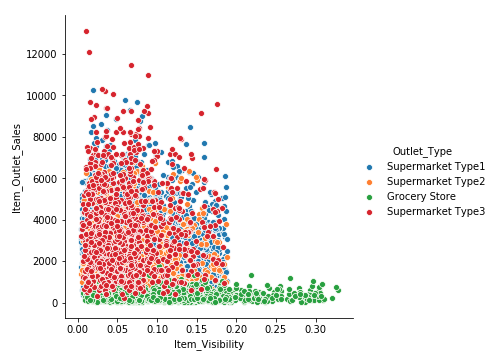 12000
10000
8000
6000
4000
2000
0
Item_Outlet_Sales
0.00 0.05 0.10 0.15 0.20 0.25 0.30
Item_Visibility
Outlet_Type
Supermarket Type1
Supermarket Type2
Grocery Store
Supermarket Type3